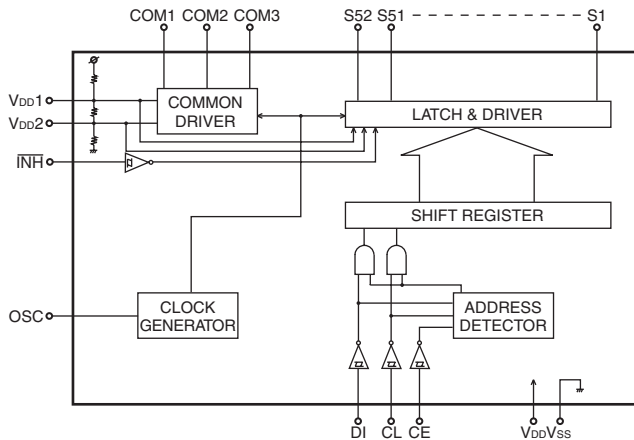 COM1 COM2 COM3 S52 S51 S1
VDD1
COMMON
DRIVER
LATCH & DRIVER
VDD2
INH
SHIFT REGISTER
OSC
CLOCK
GENERATOR
ADDRESS
DETECTOR
DI CL CE VDD VSS